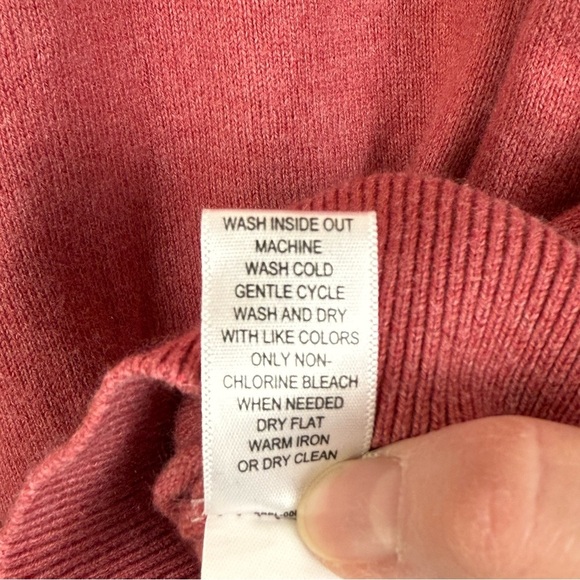 WASH INSIDE OUT
MACHINE
WASH COLD
GENTLE CYCLE
WASH AND DRY
WITH LIKE COLORS
ONLY NON-
CHLORINE BLEACH
WHEN NEEDED
DRY FLAT
WARM IRON
OR DRY CLEAN